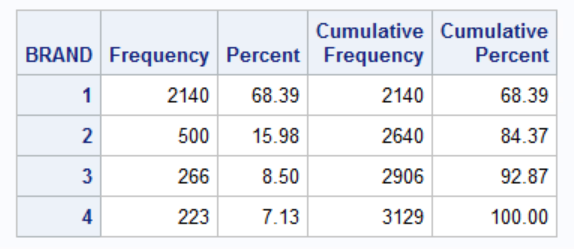 Cumulative Cumulative
BRAND Frequency Percent Frequency Percent
1 2140 68.39 2140 68.39
2 500 15.98 2640 84.37
3 266 8.50 2906 92.87
4 223 7.13 3129 100.00